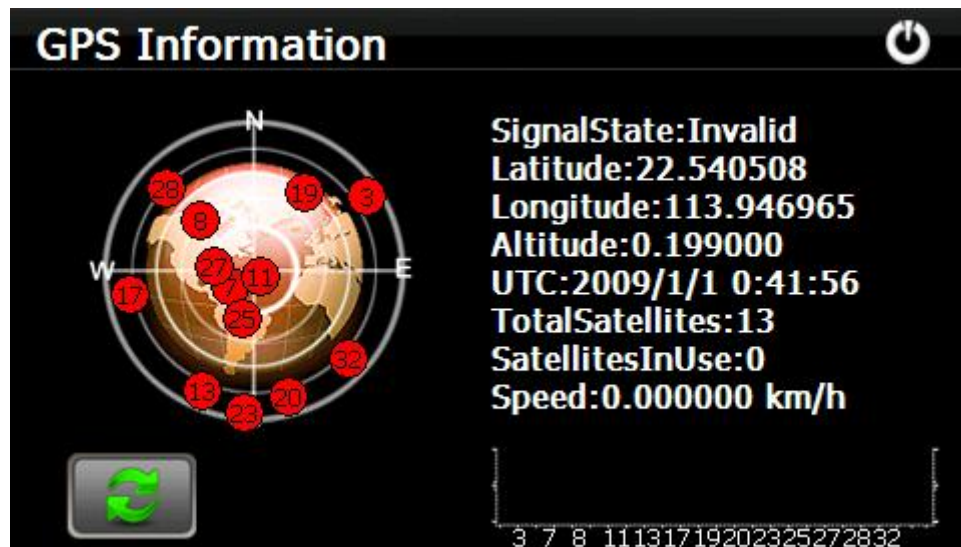 GPS Information
N
28
19
3
8
W
27
11
E
17
7
25
32
13
20
23
SignalState:Invalid
Latitude:22.540508
Longitude:113.946965
Altitude:0.199000
UTC:2009/1/1 0:41:56
TotalSatellites:13
SatellitesInUse:0
Speed:0.000000 km/h
3 7 8 11131719202325272832